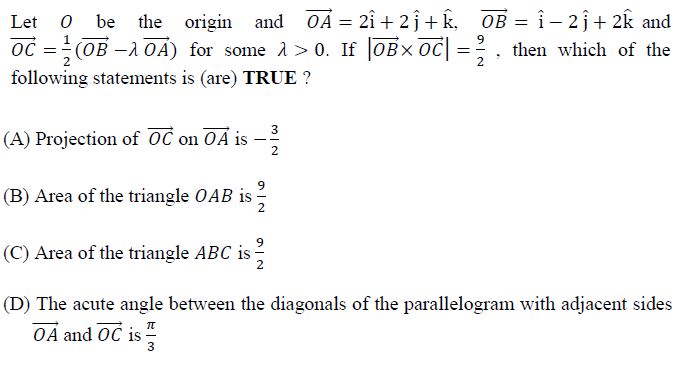 Let O be the origin and $\overrightarrow{OA} = 2\hat{i} + 2\hat{j} + \hat{k}$, $\overrightarrow{OB} = \hat{i} - 2\hat{j} + 2\hat{k}$ and
$\overrightarrow{OC} = \frac{1}{2}(\overrightarrow{OB} - \lambda \overrightarrow{OA})$ for some $\lambda > 0$. If $|\overrightarrow{OB} \times \overrightarrow{OC}| = \frac{9}{2}$ , then which of the
following statements is (are) TRUE ?
(A) Projection of $\overrightarrow{OC}$ on $\overrightarrow{OA}$ is $-\frac{3}{2}$
(B) Area of the triangle OAB is $\frac{9}{2}$
(C) Area of the triangle ABC is $\frac{9}{2}$
(D) The acute angle between the diagonals of the parallelogram with adjacent sides
$\overrightarrow{OA}$ and $\overrightarrow{OC}$ is $\frac{\pi}{3}$